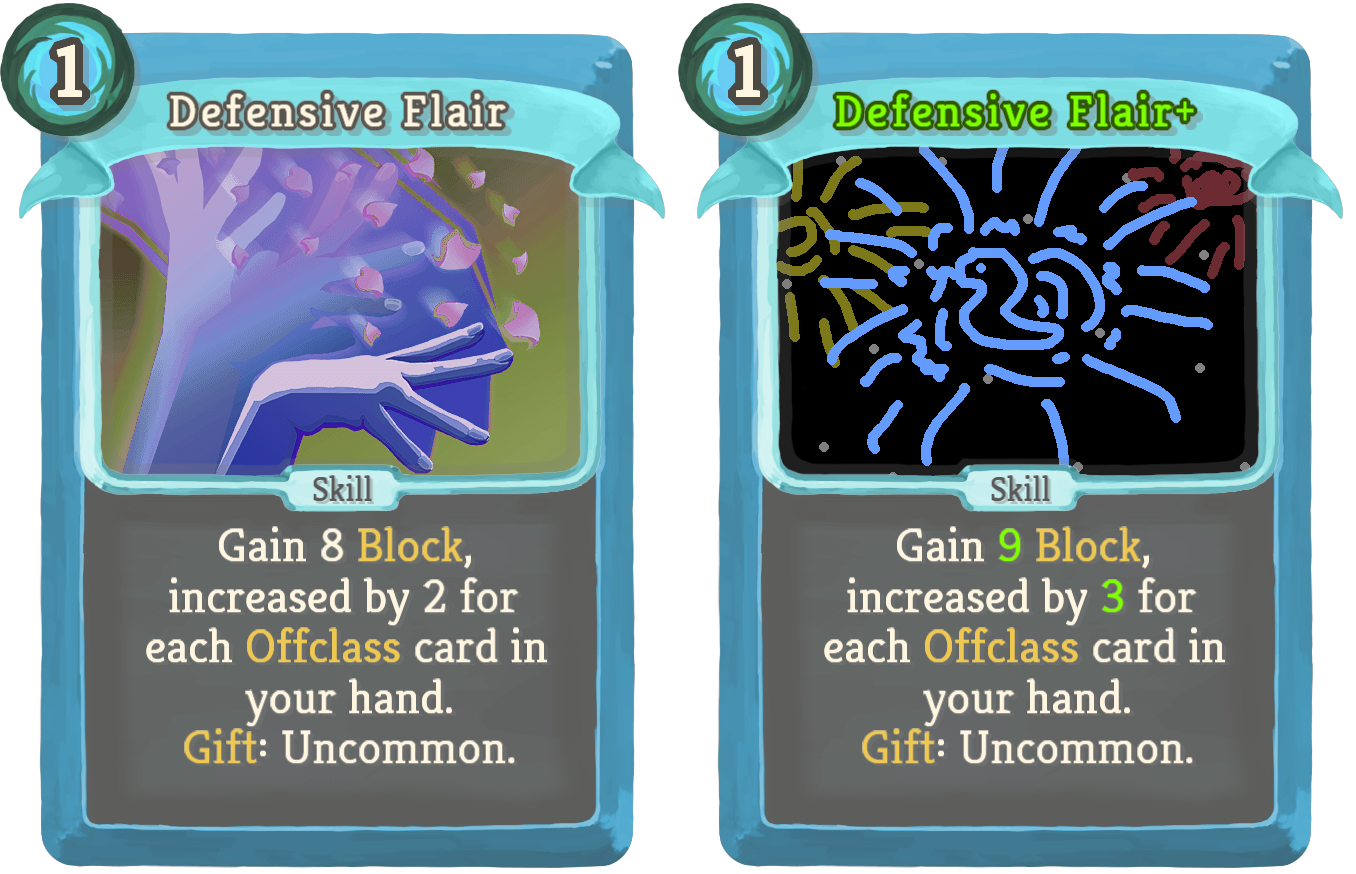 1
Defensive Flair
Skill
Gain 8 Block,
increased by 2 for
each Offclass card in
your hand.
Gift: Uncommon.
1
Defensive Flair+
Skill
Gain 9 Block,
increased by 3 for
each Offclass card in
your hand.
Gift: Uncommon.